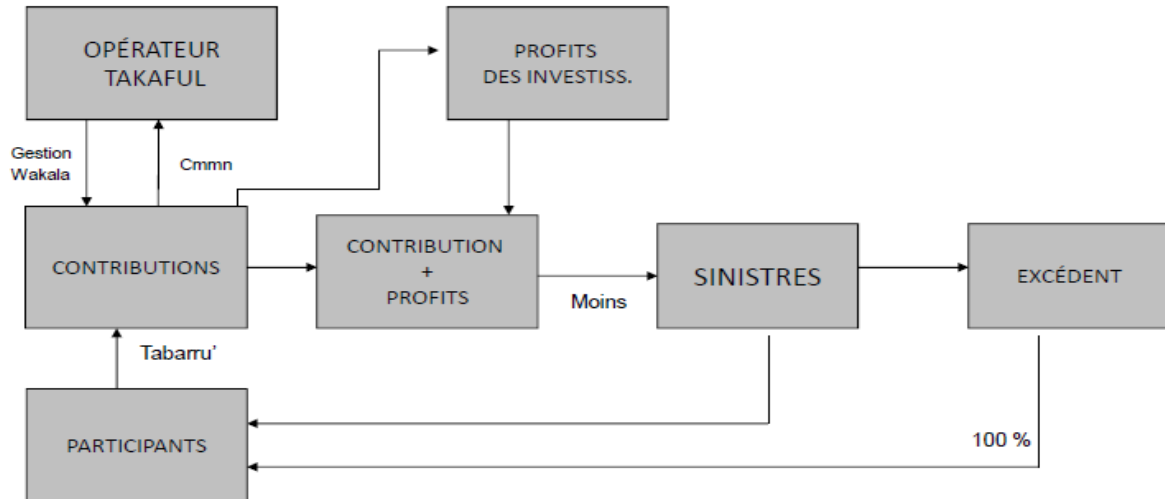 OPÉRATEUR
TAKAFUL
PROFITS
DES INVESTISS.
Gestion
Wakala
Cmmn
CONTRIBUTIONS
CONTRIBUTION
+
PROFITS
Moins
SINISTRES
EXCÉDENT
Tabarru’
PARTICIPANTS
100 %